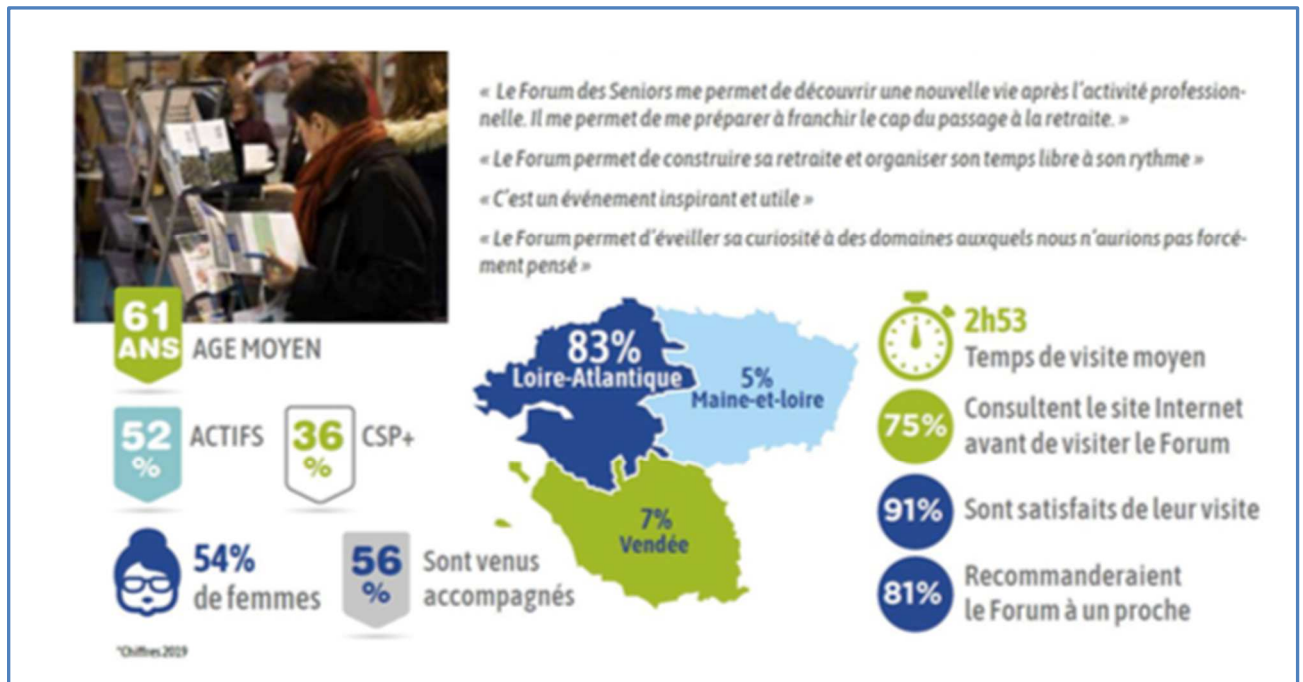 « Le Forum des Seniors me permet de découvrir une nouvelle vie après l'activité profession-
nelle. Il me permet de me préparer à franchir le cap du passage à la retraite. »
« Le Forum permet de construire sa retraite et organiser son temps libre à son rythme »
« C'est un événement inspirant et utile »
« Le Forum permet d'éveiller sa curiosité à des domaines auxquels nous n'aurions pas forcé-
ment pensé »
61
ANS
AGE MOYEN
52
%
ACTIFS
36
%
CSP+
54%
de femmes
56
%
Sont venus
accompagnés
*Chiffres 2019
83%
Loire-Atlantique
5%
Maine-et-loire
7%
Vendée
2h53
Temps de visite moyen
75%
Consultent le site Internet
avant de visiter le Forum
91%
Sont satisfaits de leur visite
81%
Recommanderaient
le Forum à un proche